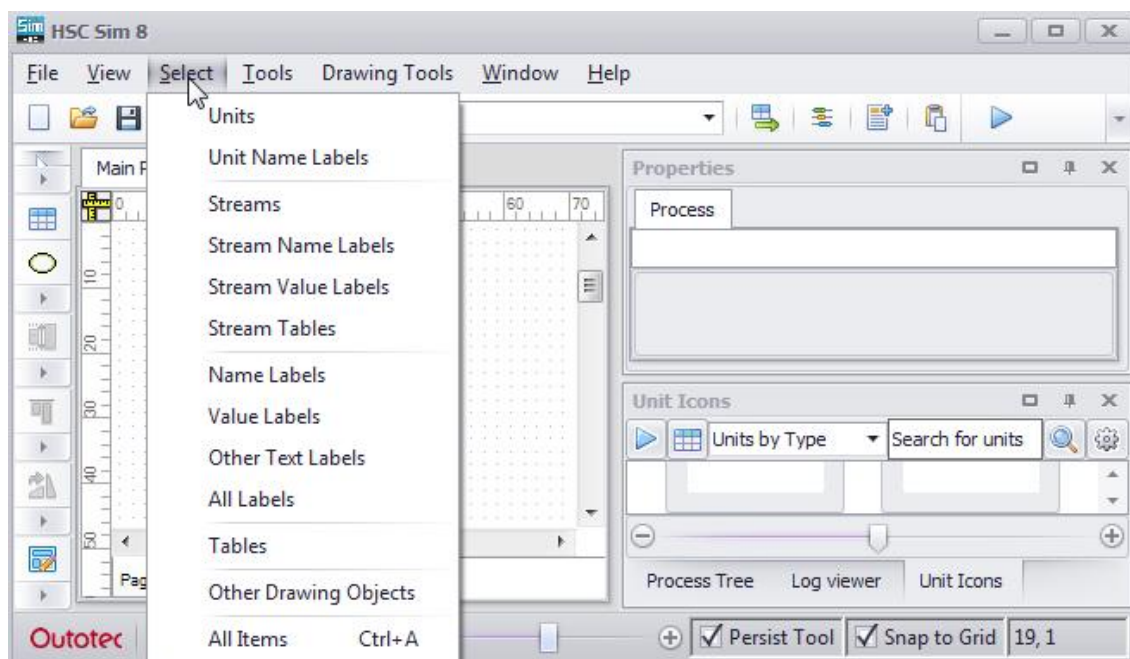 HSC Sim 8
File View Select Tools Drawing Tools Window Help
Units
Unit Name Labels
Streams
Stream Name Labels
Stream Value Labels
Stream Tables
Name Labels
Value Labels
Other Text Labels
All Labels
Tables
Other Drawing Objects
All Items Ctrl+A
Main
0 60 70
10
20
30
40
50
Properties
Process
Unit Icons
Units by Type Search for units
Process Tree Log viewer Unit Icons
Outotec Persist Tool Snap to Grid 19, 1